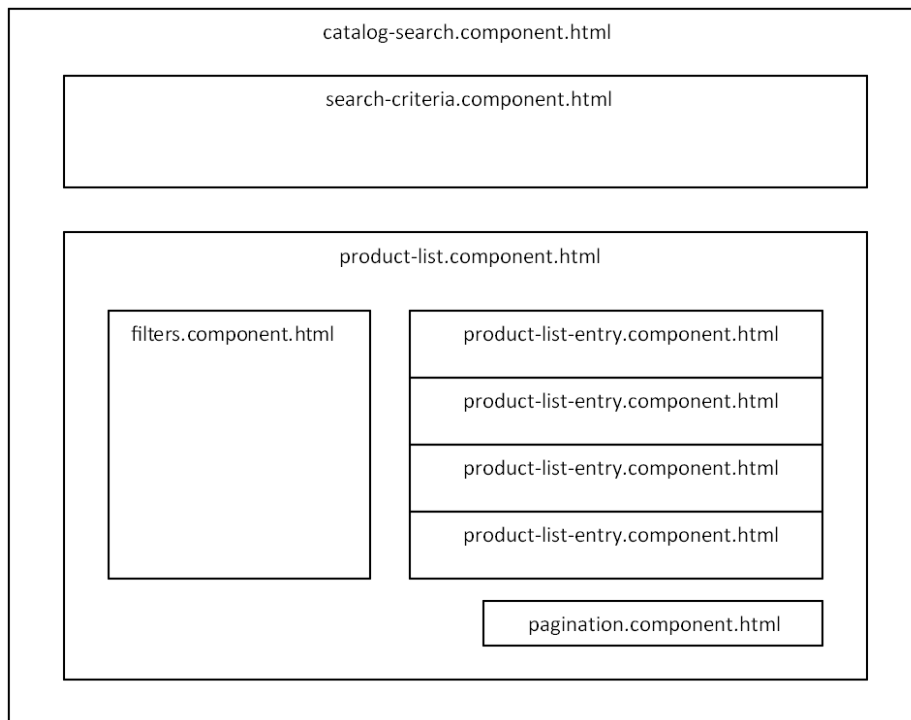 catalog-search.component.html
search-criteria.component.html
product-list.component.html
filters.component.html
product-list-entry.component.html
product-list-entry.component.html
product-list-entry.component.html
product-list-entry.component.html
pagination.component.html